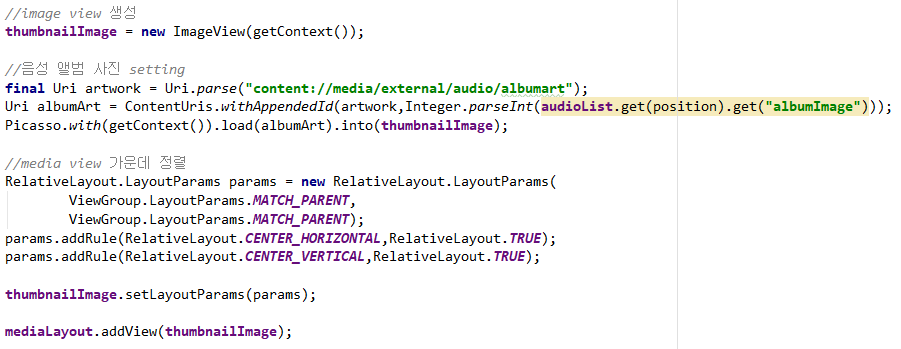 //image view 생성
thumbnailImage = new ImageView(getContext());
//음성 앨범 사진 setting
final Uri artwork = Uri.parse("content://media/external/audio/albumart");
Uri albumArt = ContentUris.withAppendedId(artwork,Integer.parseInt(audioList.get(position).get("albumImage")));
Picasso.with(getContext()).load(albumArt).into(thumbnailImage);
//media view 가운데 정렬
RelativeLayout.LayoutParams params = new RelativeLayout.LayoutParams(
ViewGroup.LayoutParams.MATCH_PARENT,
ViewGroup.LayoutParams.MATCH_PARENT);
params.addRule(RelativeLayout.CENTER_HORIZONTAL,RelativeLayout.TRUE);
params.addRule(RelativeLayout.CENTER_VERTICAL,RelativeLayout.TRUE);
thumbnailImage.setLayoutParams(params);
mediaLayout.addView(thumbnailImage);